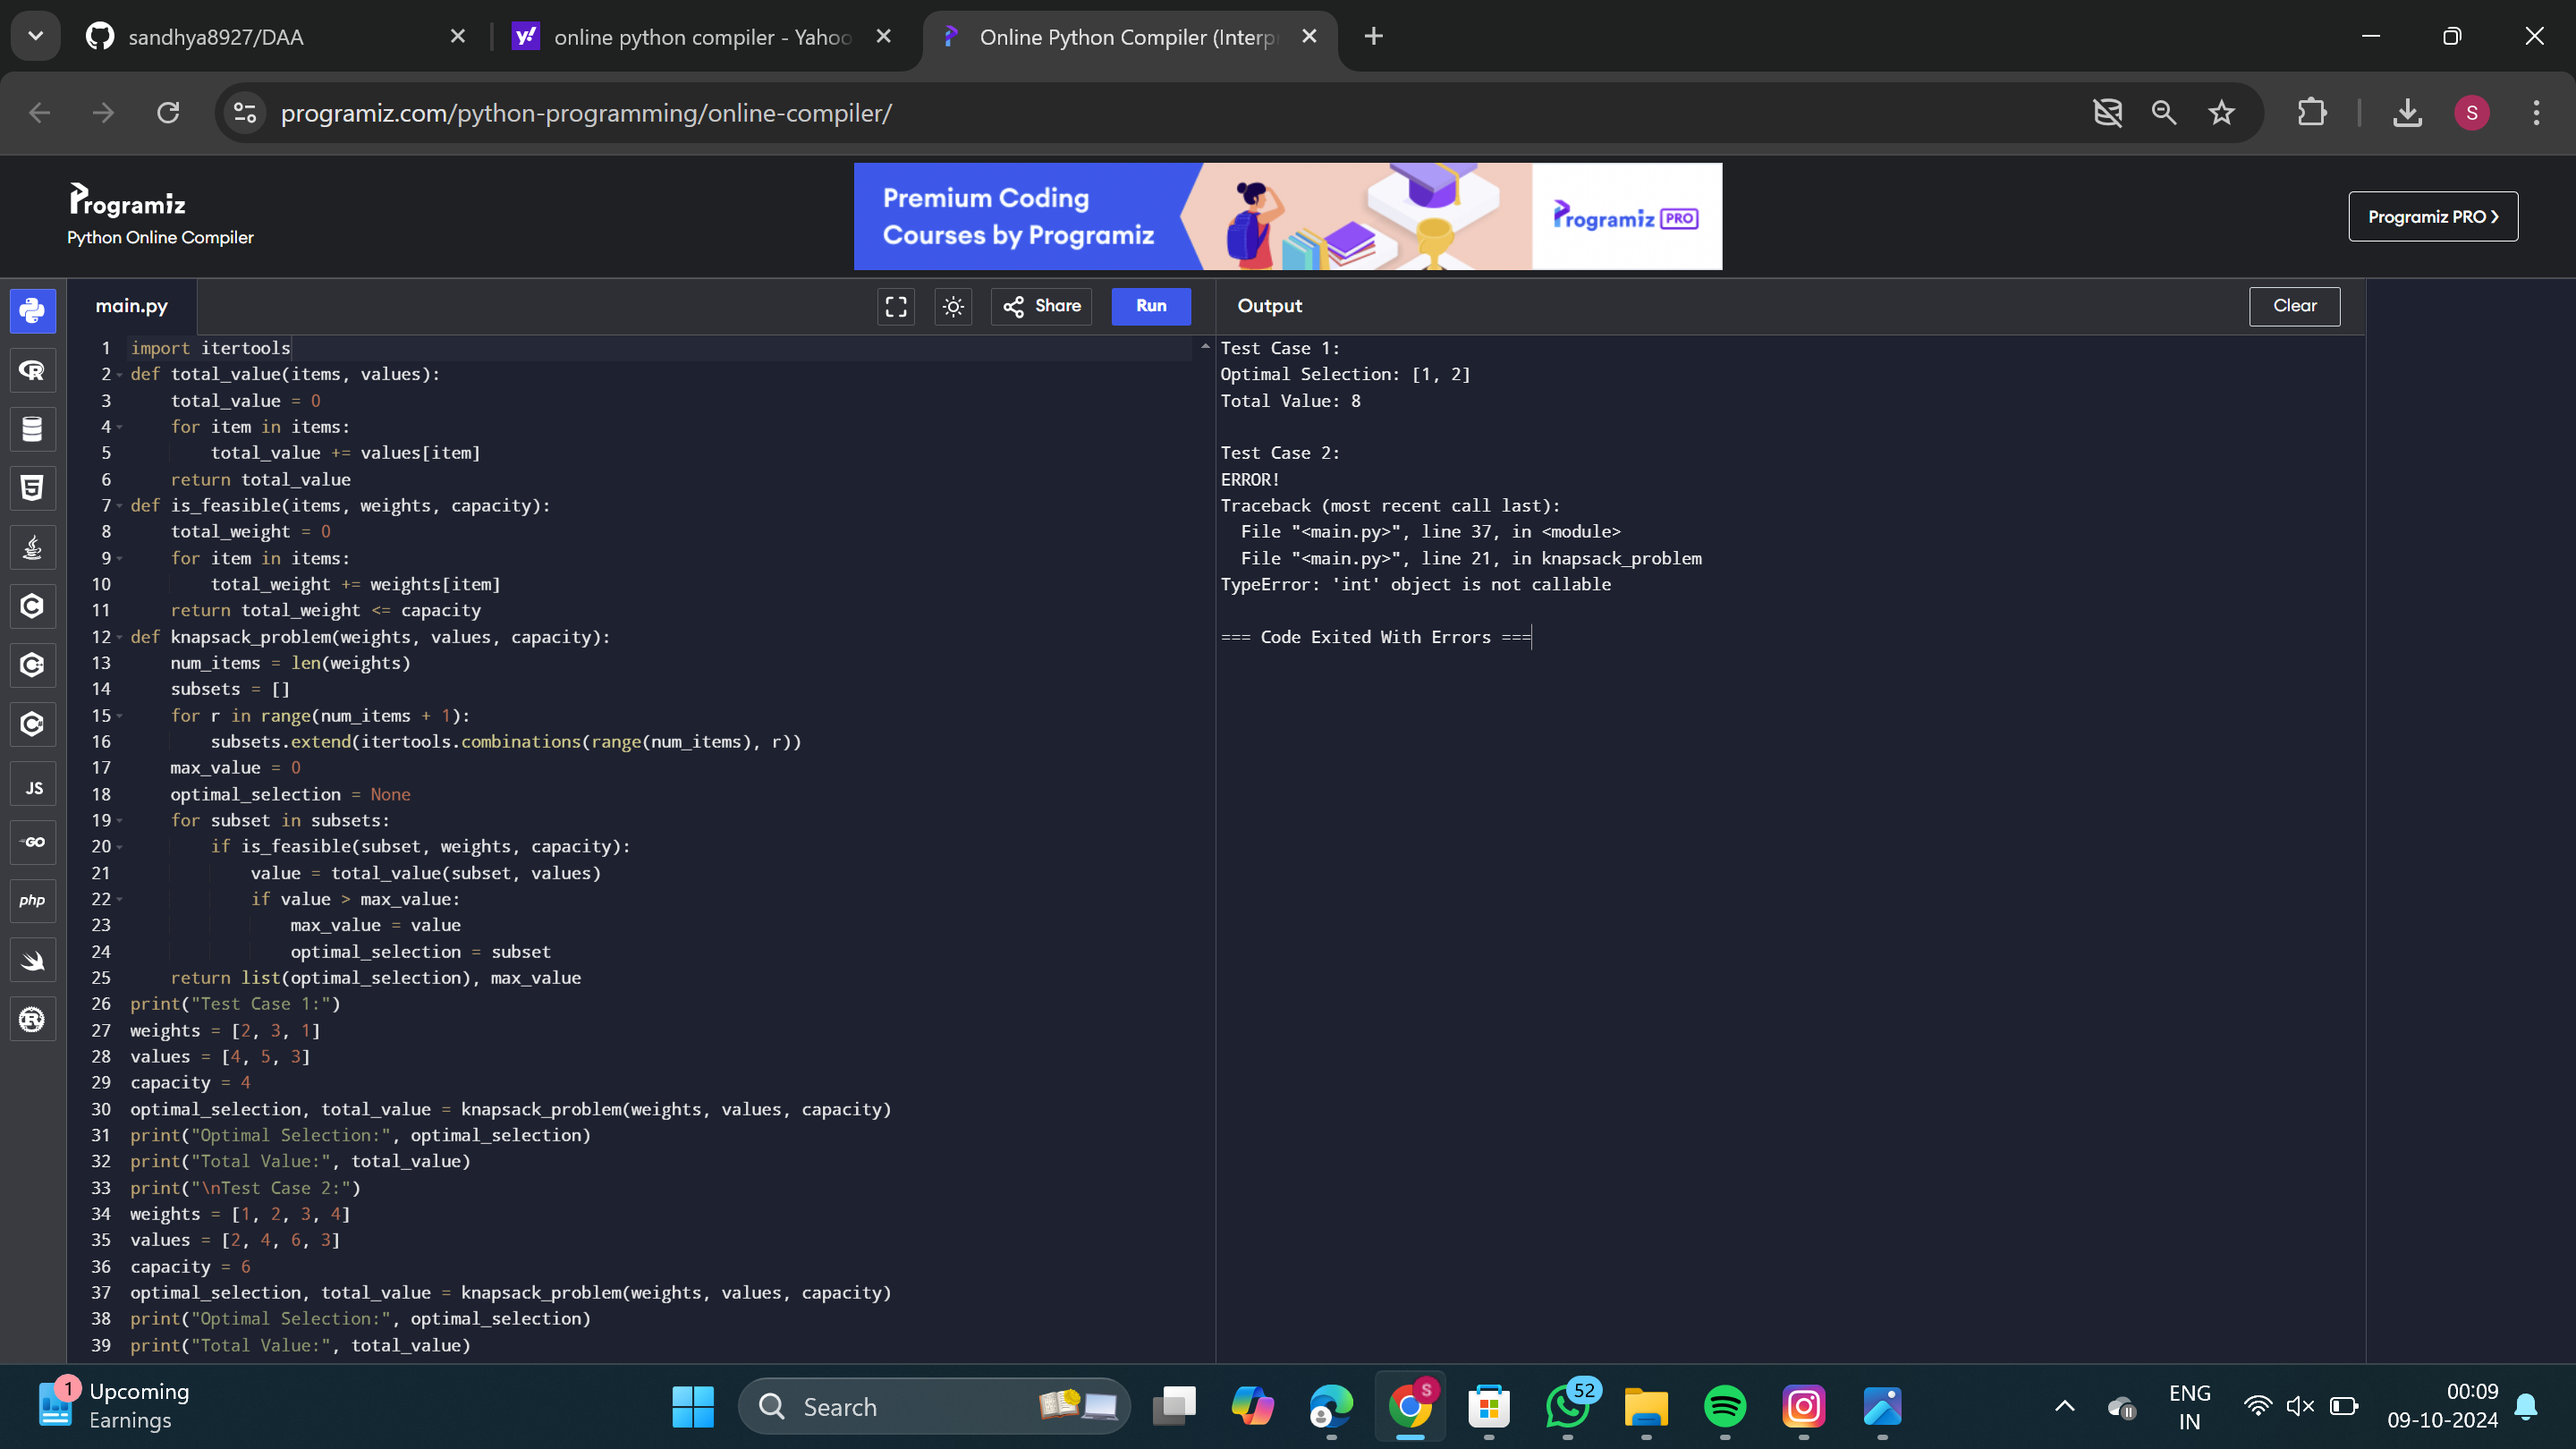 sandhya8927/DAA
online python compiler - Yahoo
Online Python Compiler (Interp
programiz.com/python-programming/online-compiler/
S
Programiz
Python Online Compiler
Premium Coding
Courses by Programiz
Programiz PRO
Programiz PRO
main.py
Share
Run
Output
Clear
1 import itertools
2 def total_value(items, values):
3     total_value = 0
4     for item in items:
5         total_value += values[item]
6     return total_value
7 def is_feasible(items, weights, capacity):
8     total_weight = 0
9     for item in items:
10         total_weight += weights[item]
11     return total_weight <= capacity
12 def knapsack_problem(weights, values, capacity):
13     num_items = len(weights)
14     subsets = []
15     for r in range(num_items + 1):
16         subsets.extend(itertools.combinations(range(num_items), r))
17     max_value = 0
18     optimal_selection = None
19     for subset in subsets:
20         if is_feasible(subset, weights, capacity):
21             value = total_value(subset, values)
22             if value > max_value:
23                 max_value = value
24                 optimal_selection = subset
25     return list(optimal_selection), max_value
26 print("Test Case 1:")
27 weights = [2, 3, 1]
28 values = [4, 5, 3]
29 capacity = 4
30 optimal_selection, total_value = knapsack_problem(weights, values, capacity)
31 print("Optimal Selection:", optimal_selection)
32 print("Total Value:", total_value)
33 print("\nTest Case 2:")
34 weights = [1, 2, 3, 4]
35 values = [2, 4, 6, 3]
36 capacity = 6
37 optimal_selection, total_value = knapsack_problem(weights, values, capacity)
38 print("Optimal Selection:", optimal_selection)
39 print("Total Value:", total_value)
Test Case 1:
Optimal Selection: [1, 2]
Total Value: 8
Test Case 2:
ERROR!
Traceback (most recent call last):
  File "<main.py>", line 37, in <module>
  File "<main.py>", line 21, in knapsack_problem
TypeError: 'int' object is not callable
=== Code Exited With Errors ===
JS
GO
php
1
Upcoming
Earnings
Search
S
52
ENG
IN
00:09
09-10-2024